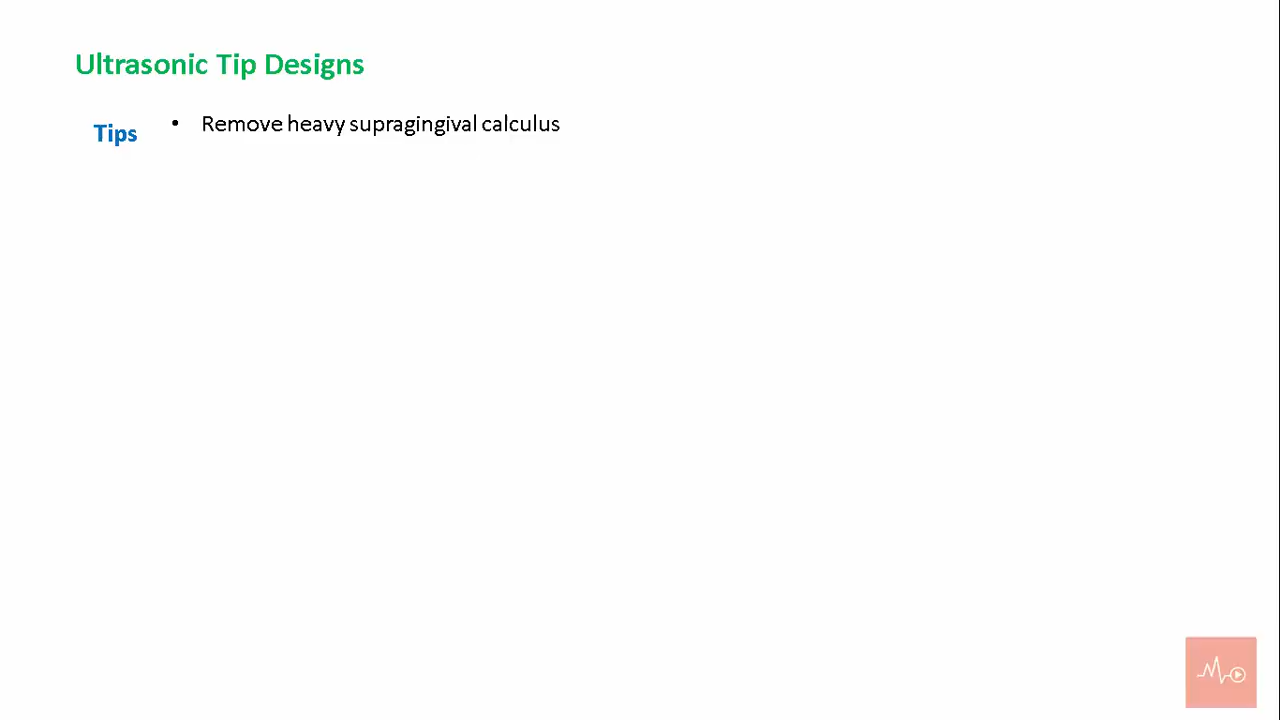 Ultrasonic Tip Designs
Tips
• Remove heavy supragingival calculus